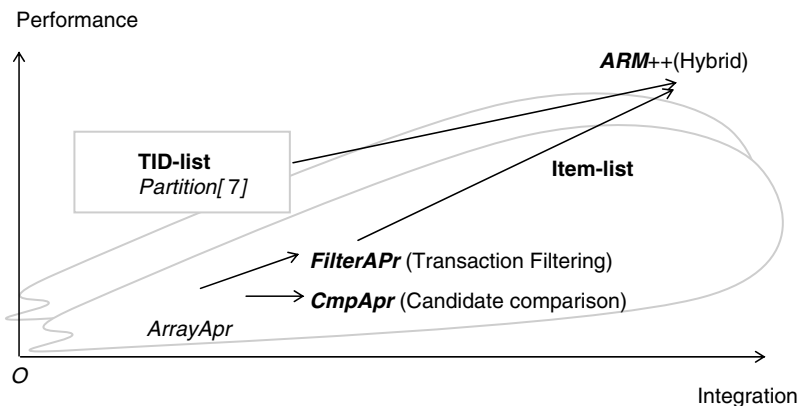 Performance
ARM++(Hybrid)
TID-list
Partition[ 7]
Item-list
FilterAPr (Transaction Filtering)
CmpApr (Candidate comparison)
ArrayApr
O
Integration